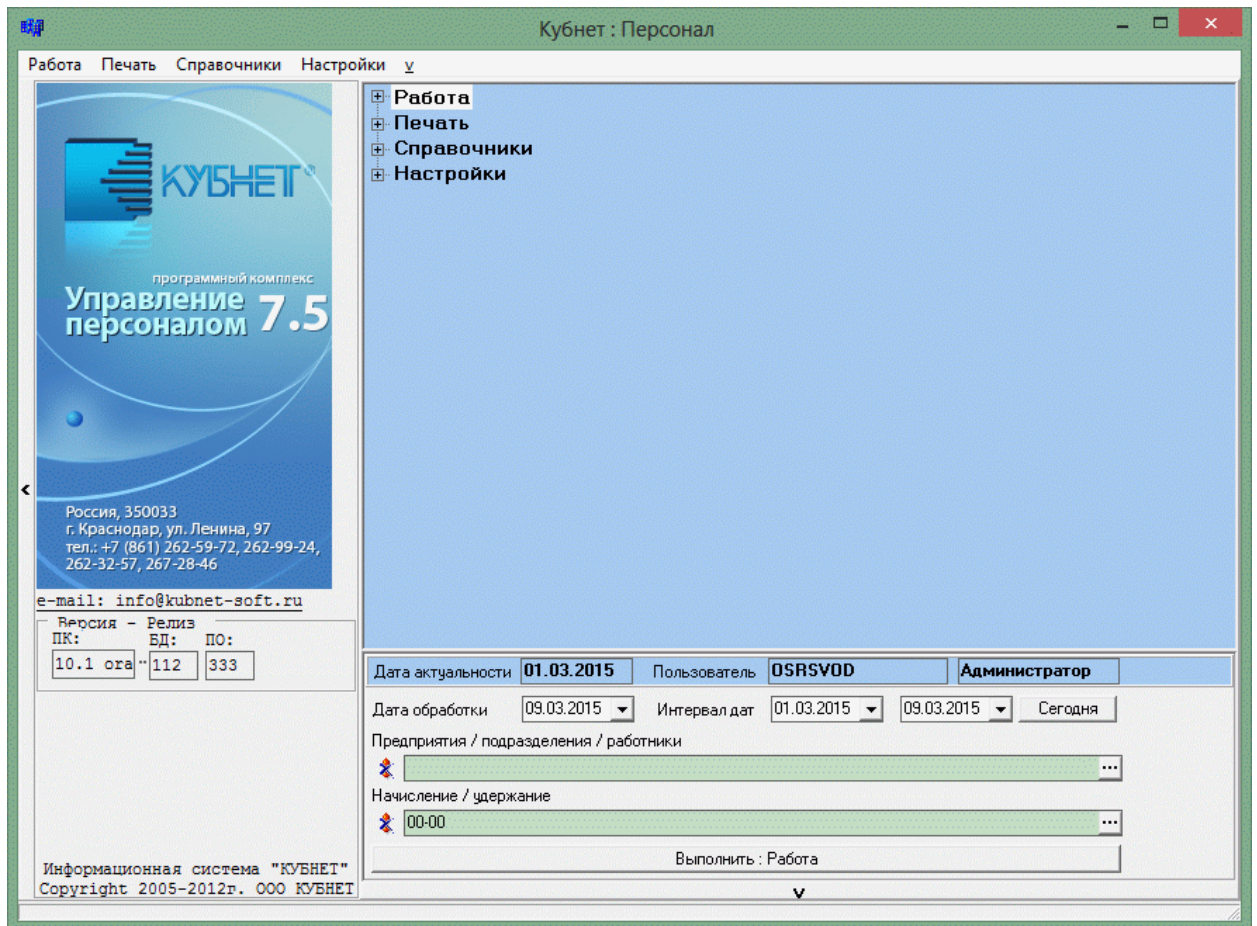 Кубнет : Персонал
Работа Печать Справочники Настройки v
КУБНЕТ®
программный комплекс
Управление персоналом 7.5
Россия, 350033
г. Краснодар, ул. Ленина, 97
тел.: +7 (861) 262-59-72, 262-99-24,
262-32-57, 267-28-46
e-mail: info@kubnet-soft.ru
Версия - Релиз
ПК: БД: ПО:
10.1 ora - 112 333
Информационная система "КУБНЕТ"
Copyright 2005-2012г. ООО КУБНЕТ
Работа
Печать
Справочники
Настройки
Дата актуальности 01.03.2015 Пользователь OSRSVOD Администратор
Дата обработки 09.03.2015 Интервал дат 01.03.2015 09.03.2015 Сегодня
Предприятия / подразделения / работники
...
Начисление / удержание
00-00 ...
Выполнить : Работа